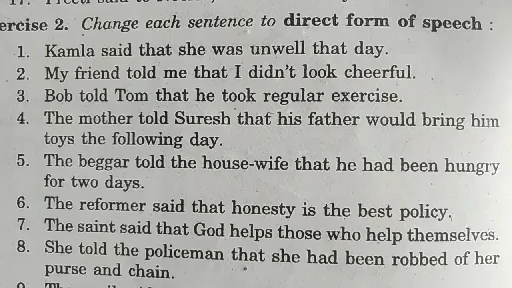 ercise 2. Change each sentence to direct form of speech :
1. Kamla said that she was unwell that day.
2. My friend told me that I didn't look cheerful.
3. Bob told Tom that he took regular exercise.
4. The mother told Suresh that his father would bring him
toys the following day.
5. The beggar told the house-wife that he had been hungry
for two days.
6. The reformer said that honesty is the best policy.
7. The saint said that God helps those who help themselves.
8. She told the policeman that she had been robbed of her
purse and chain.